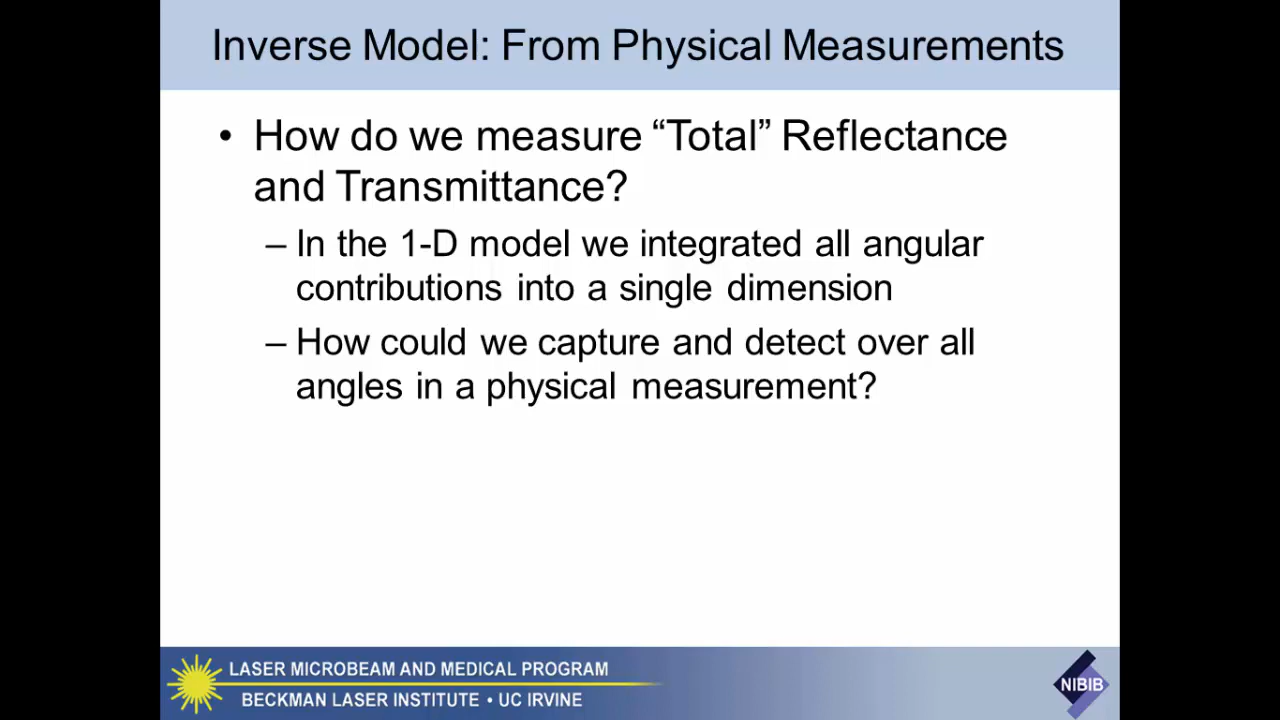 Inverse Model: From Physical Measurements
• How do we measure “Total” Reflectance
and Transmittance?
– In the 1-D model we integrated all angular
contributions into a single dimension
– How could we capture and detect over all
angles in a physical measurement?
LASER MICROBEAM AND MEDICAL PROGRAM
BECKMAN LASER INSTITUTE • UC IRVINE
NIBIB